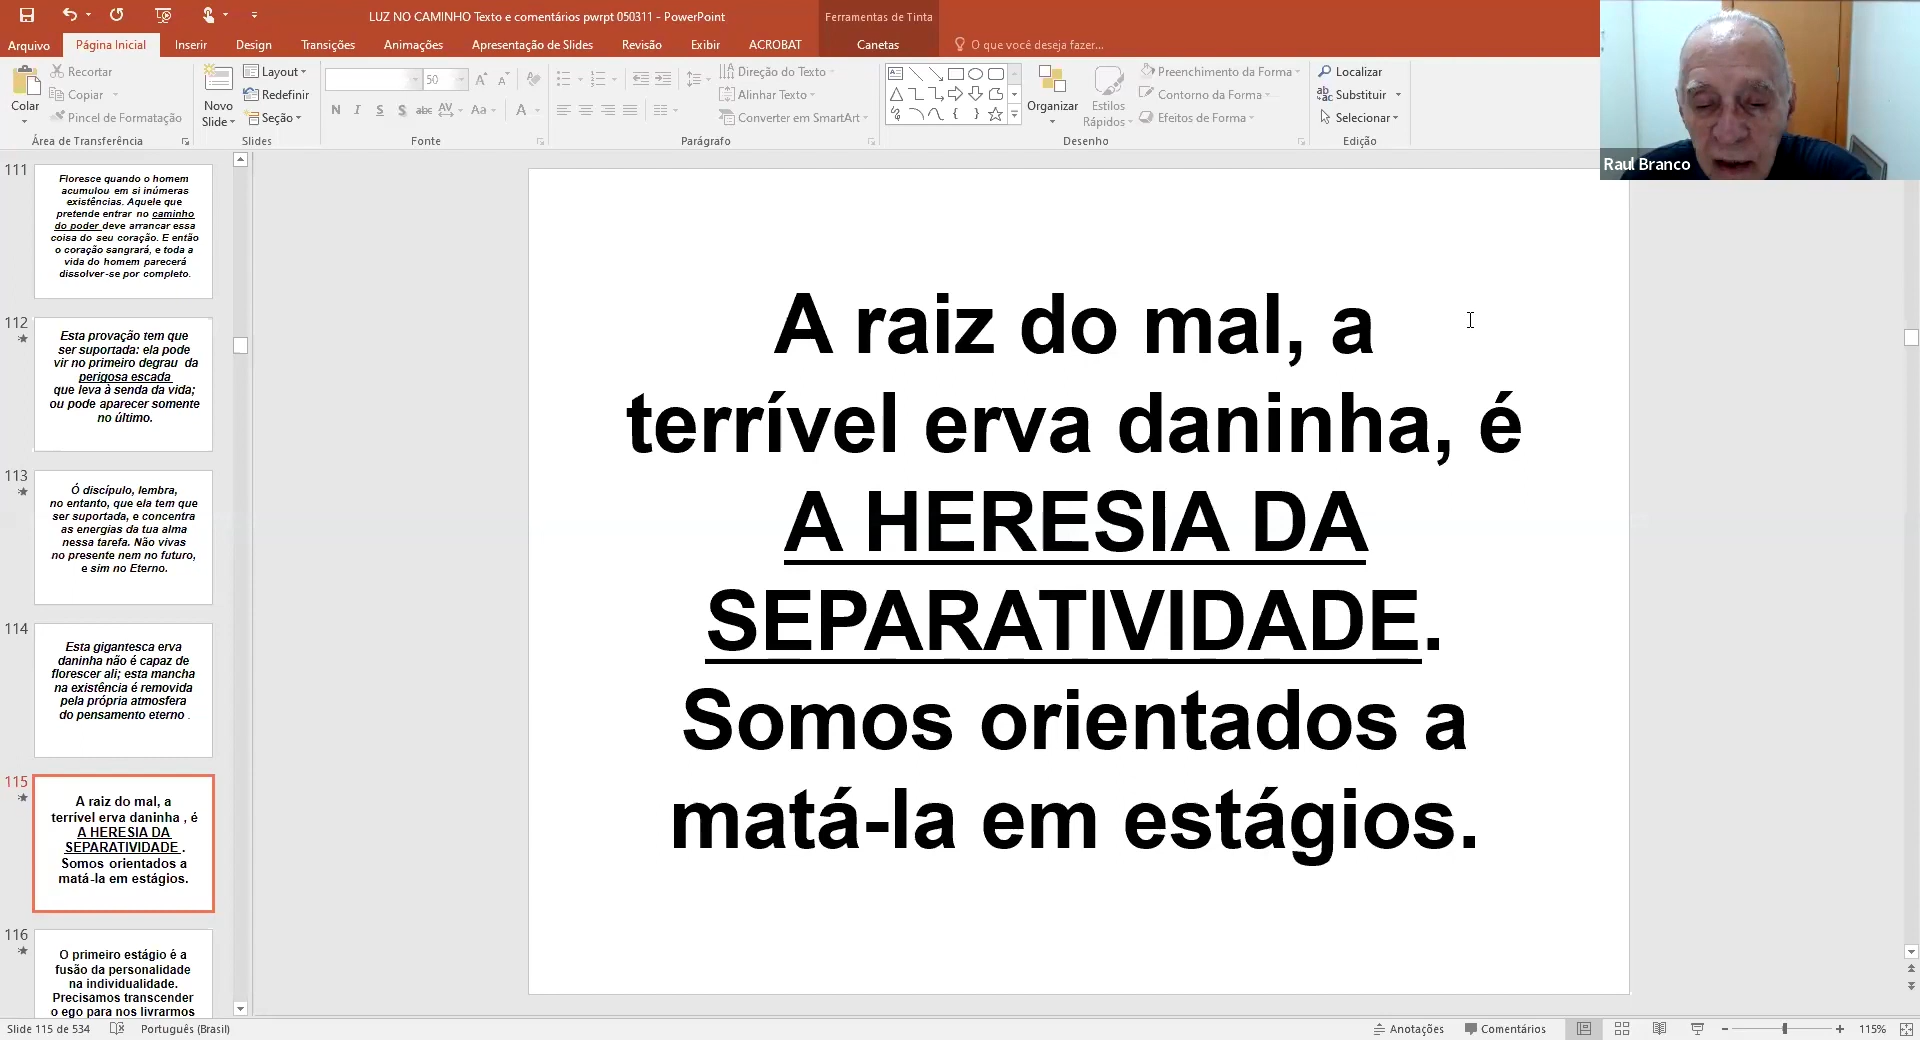 LUZ NO CAMINHO Texto e comentários pwrpt 050311 - PowerPoint
Ferramentas de Tinta
Arquivo
Página Inicial
Inserir
Design
Transições
Animações
Apresentação de Slides
Revisão
Exibir
ACROBAT
Canetas
O que você deseja fazer...
Colar
Recortar
Copiar
Pincel de Formatação
Área de Transferência
Novo
Slide
Layout
Redefinir
Seção
Slides
50
N I S S abc AV Aa A
Fonte
Direção do Texto
Alinhar Texto
Converter em SmartArt
Parágrafo
Organizar
Estilos
Rápidos
Preenchimento da Forma
Contorno da Forma
Efeitos de Forma
Desenho
Localizar
Substituir
Selecionar
Edição
Raul Branco
111
Floresce quando o homem
acumulou em si inúmeras
existências. Aquele que
pretende entrar no caminho
do poder deve arrancar essa
coisa do seu coração. E então
o coração sangrará, e toda a
vida do homem parecerá
dissolver-se por completo.
112
Esta provação tem que
ser suportada: ela pode
vir no primeiro degrau da
perigosa escada
que leva à senda da vida;
ou pode aparecer somente
no último.
113
Ó discípulo, lembra,
no entanto, que ela tem que
ser suportada, e concentra
as energias da tua alma
nessa tarefa. Não vivas
no presente nem no futuro,
e sim no Eterno.
114
Esta gigantesca erva
daninha não é capaz de
florescer ali; esta mancha
na existência é removida
pela própria atmosfera
do pensamento eterno .
115
A raiz do mal, a
terrível erva daninha , é
A HERESIA DA
SEPARATIVIDADE .
Somos orientados a
matá-la em estágios.
116
O primeiro estágio é a
fusão da personalidade
na individualidade.
Precisamos transcender
o ego para nos livrarmos
A raiz do mal, a
terrível erva daninha, é
A HERESIA DA
SEPARATIVIDADE.
Somos orientados a
matá-la em estágios.
Slide 115 de 534
Português (Brasil)
Anotações
Comentários
115%